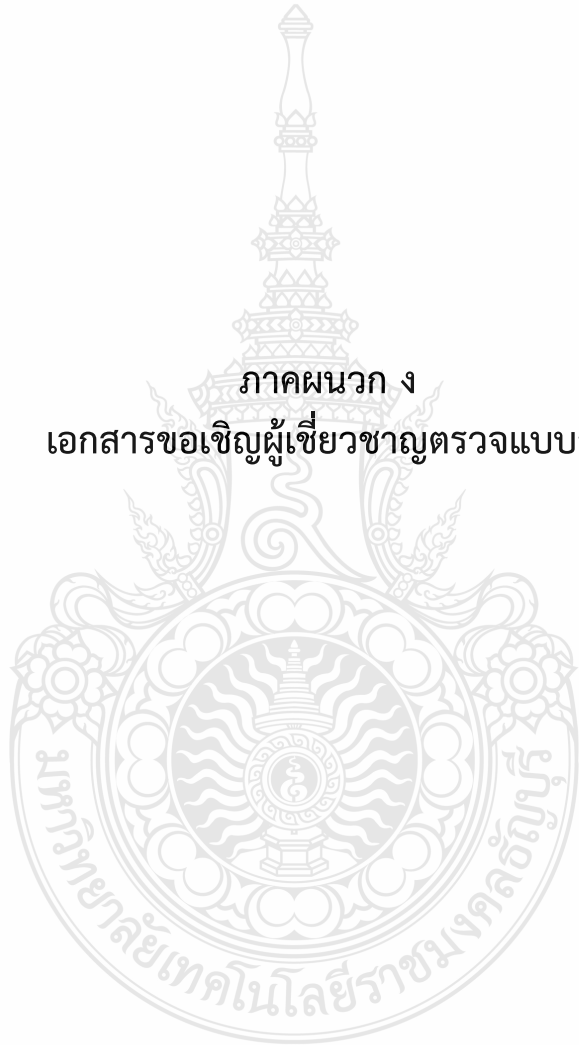 ภาคผนวก ง
เอกสารขอเชิญผู้เชี่ยวชาญตรวจแบบ
มหาวิทยาลัยเทคโนโลยีราชมงคลธัญบุรี